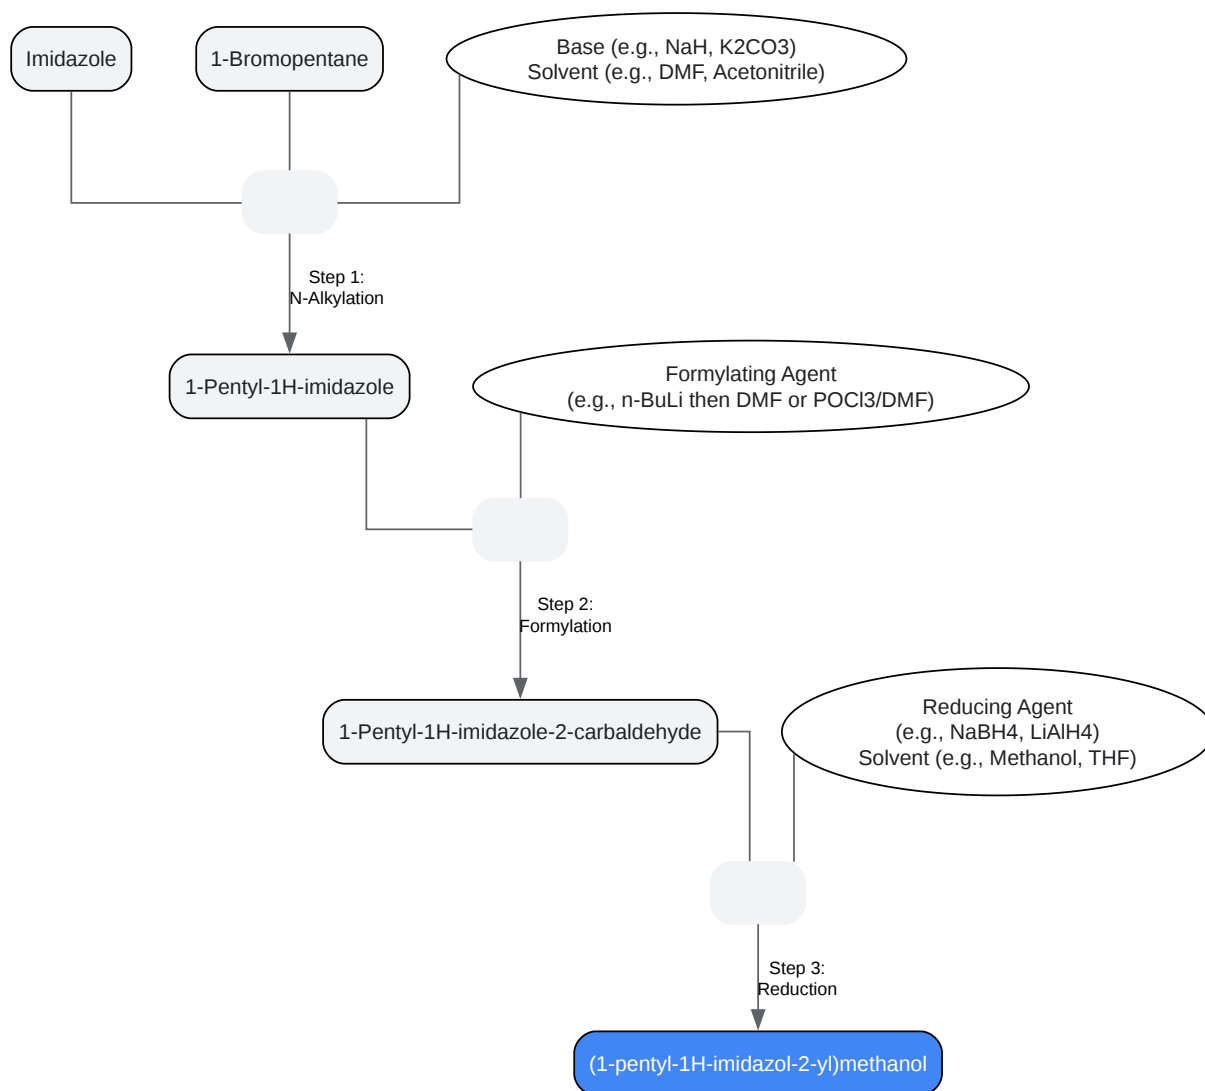 Imidazole
1-Bromopentane
Base (e.g., NaH, K2CO3)
Solvent (e.g., DMF, Acetonitrile)
Step 1:
N-Alkylation
1-Pentyl-1H-imidazole
Formylating Agent
(e.g., n-BuLi then DMF or POCl3/DMF)
Step 2:
Formylation
1-Pentyl-1H-imidazole-2-carbaldehyde
Reducing Agent
(e.g., NaBH4, LiAlH4)
Solvent (e.g., Methanol, THF)
Step 3:
Reduction
(1-pentyl-1H-imidazol-2-yl)methanol